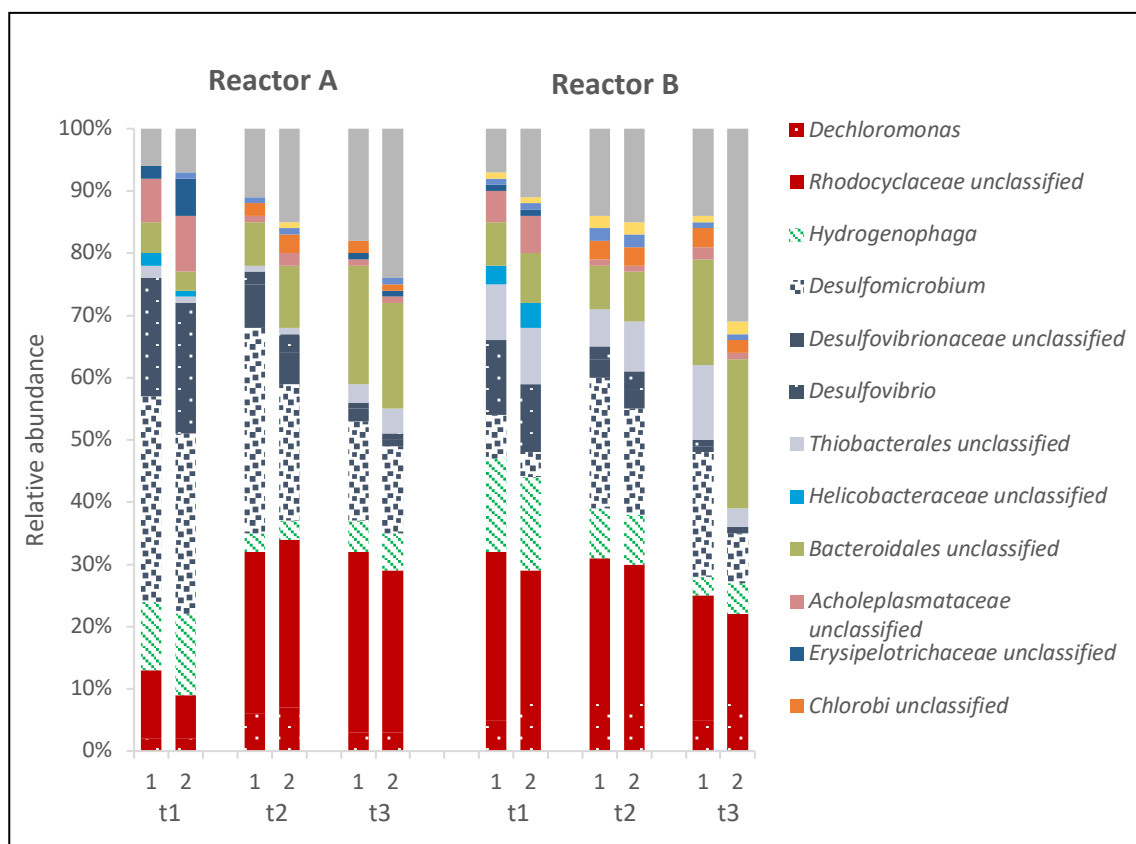 Reactor A
Reactor B
100%
90%
80%
70%
60%
50%
40%
30%
20%
10%
0%
Relative abundance
1 2 1 2 1 2 1 2 1 2 1 2
t1 t2 t3 t1 t2 t3
Dechloromonas
Rhodocyclaceae unclassified
Hydrogenophaga
Desulfomicrobium
Desulfovibrionaceae unclassified
Desulfovibrio
Thiobacterales unclassified
Helicobacteraceae unclassified
Bacteroidales unclassified
Acholeplasmataceae
unclassified
Erysipelotrichaceae unclassified
Chlorobi unclassified